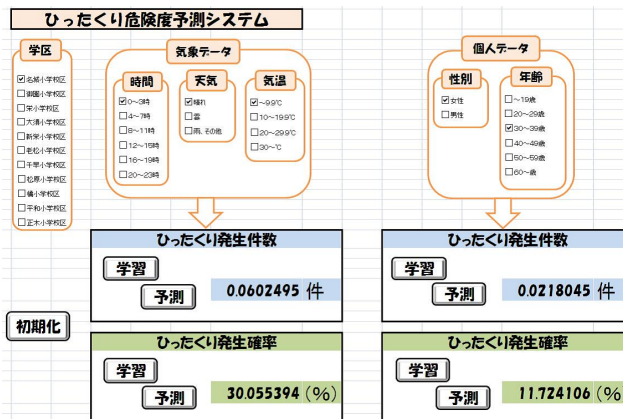 ひったくり危険度予測システム
学区
名城小学校区
御園小学校区
栄小学校区
大須小学校区
新栄小学校区
老松小学校区
千早小学校区
松原小学校区
橘小学校区
平和小学校区
正木小学校区
気象データ
時間
0～3時
4～7時
8～11時
12～15時
16～19時
20～23時
天気
晴れ
曇
雨、その他
気温
～9.9℃
10～19.9℃
20～29.9℃
30～℃
個人データ
性別
女性
男性
年齢
～19歳
20～29歳
30～39歳
40～49歳
50～59歳
60～歳
ひったくり発生件数
学習
予測
0.0602495 件
ひったくり発生件数
学習
予測
0.0218045 件
初期化
ひったくり発生確率
学習
予測
30.055394 (%)
ひったくり発生確率
学習
予測
11.724106 (%)